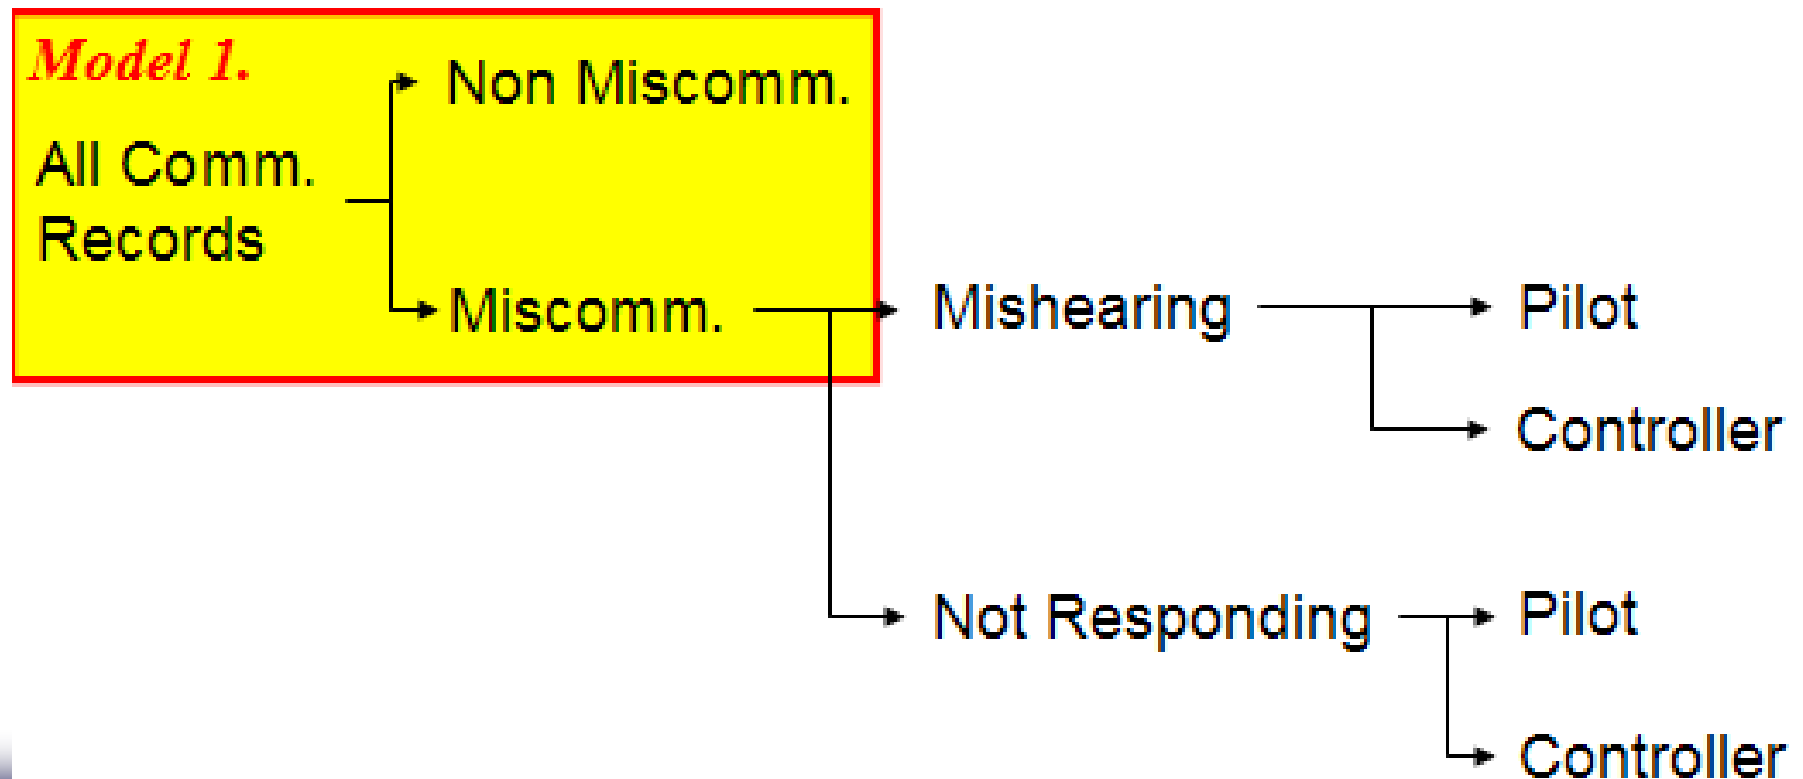 Model 1.
Non Miscomm.
All Comm.
Records
Miscomm.
Mishearing
Pilot
Controller
Not Responding
Pilot
Controller